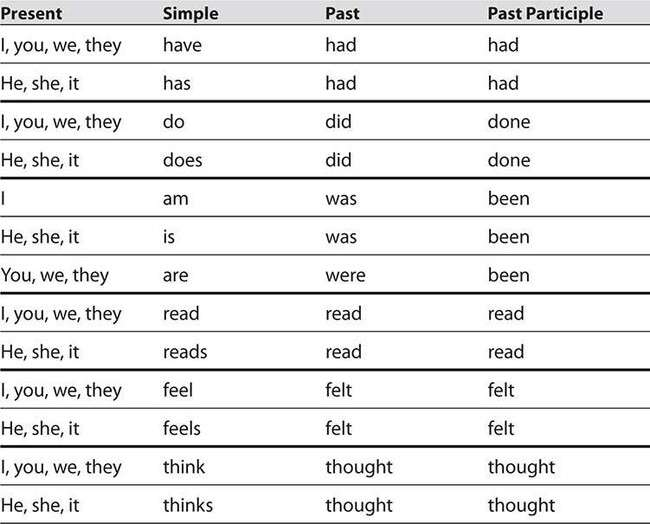 Present Simple Past Past Participle
I, you, we, they have had had
He, she, it has had had
I, you, we, they do did done
He, she, it does did done
I am was been
He, she, it is was been
You, we, they are were been
I, you, we, they read read read
He, she, it reads read read
I, you, we, they feel felt felt
He, she, it feels felt felt
I, you, we, they think thought thought
He, she, it thinks thought thought